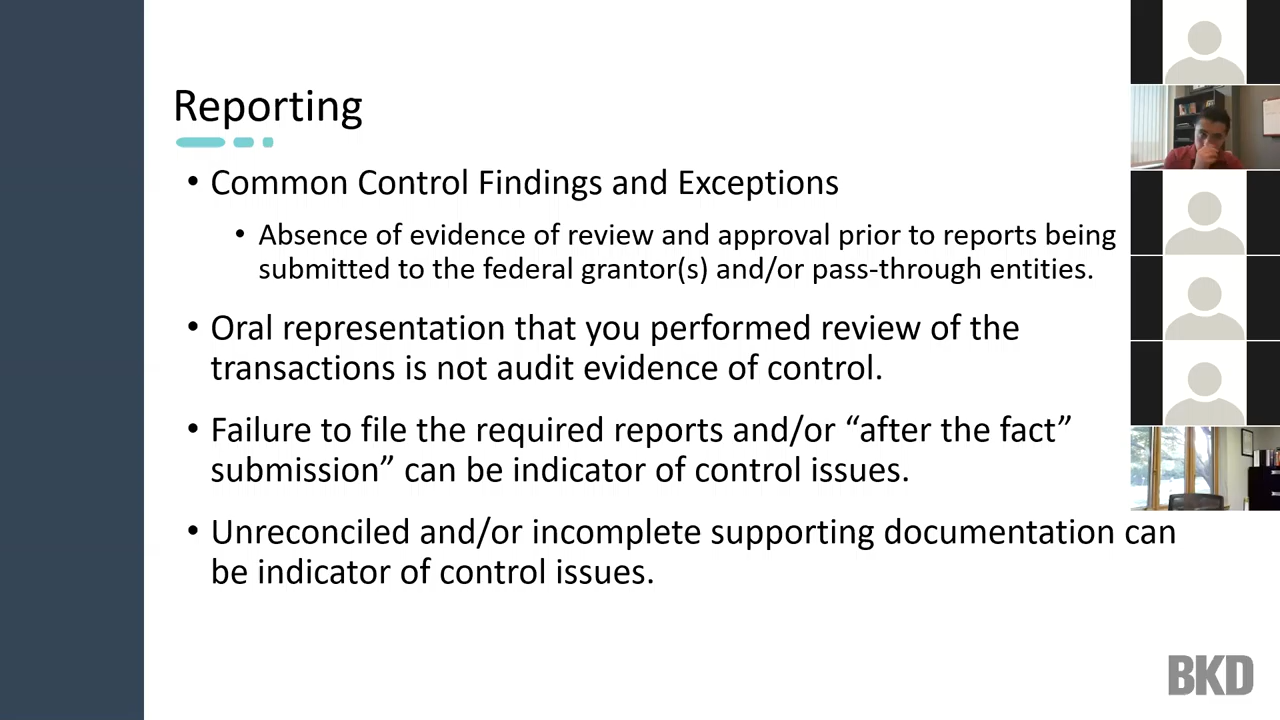 Reporting
• Common Control Findings and Exceptions
• Absence of evidence of review and approval prior to reports being
submitted to the federal grantor(s) and/or pass-through entities.
• Oral representation that you performed review of the
transactions is not audit evidence of control.
• Failure to file the required reports and/or “after the fact”
submission” can be indicator of control issues.
• Unreconciled and/or incomplete supporting documentation can
be indicator of control issues.
BKD